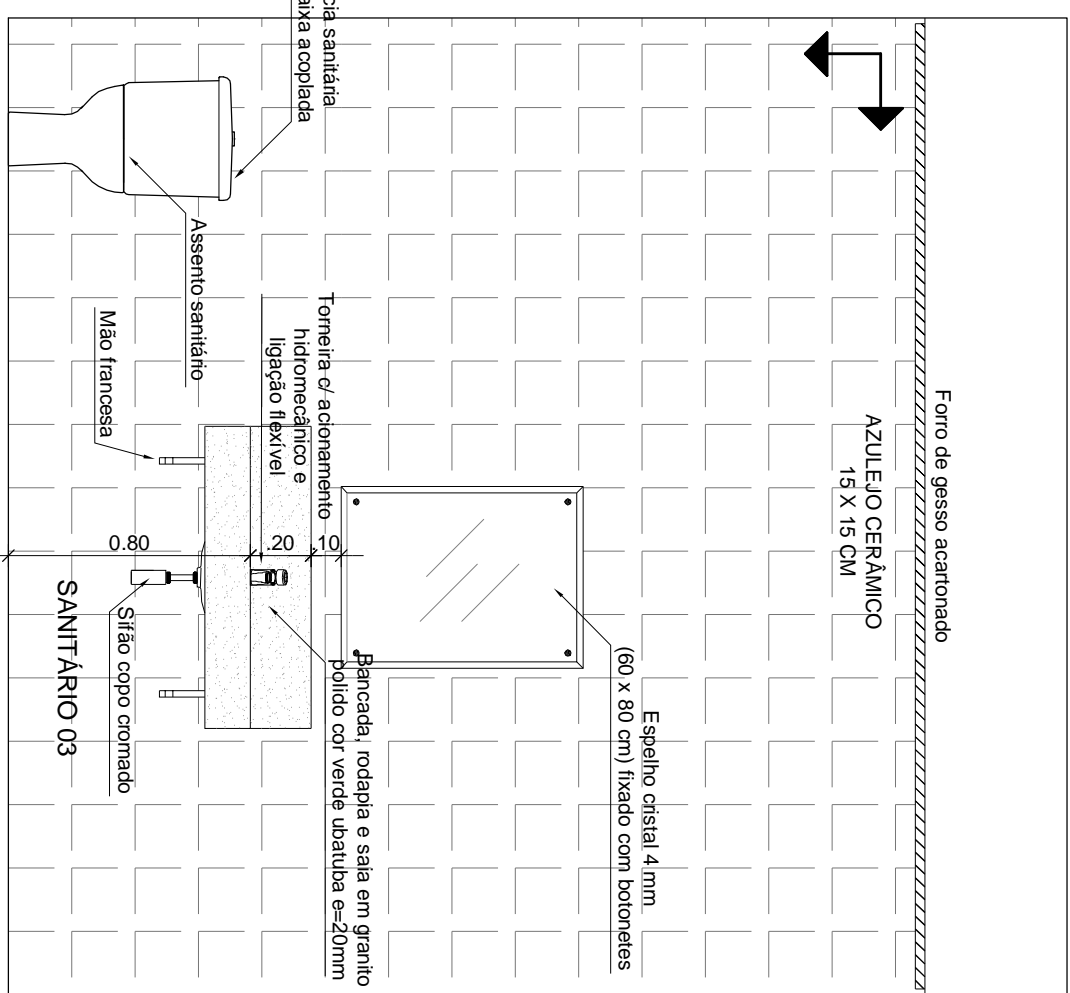 Forro de gesso acartonado
AZULEJO CERÂMICO
15 X 15 CM
Espelho cristal 4 mm
(60 x 80 cm) fixado com botonetes
Bancada, rodapia e saia em granito
polido cor verde ubatuba e=20mm
Torneira c/ acionamento
hidromecânico e
ligação flexível
cia sanitária
aixa acoplada
Assento sanitário
Mão francesa
.10
.20
0.80
Sifão copo cromado
SANITÁRIO 03